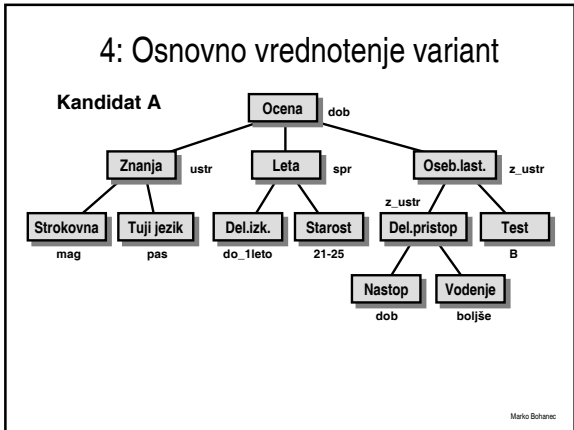 4: Osnovno vrednotenje variant
Kandidat A
Ocena dob
Znanja ustr Leta spr Oseb.last. z_ustr
z_ustr
Strokovna Tuji jezik Del.izk. Starost Del.pristop Test
mag pas do_1leto 21-25 B
Nastop Vodenje
dob boljše
Marko Bohanec